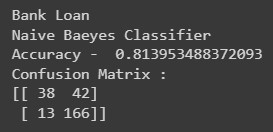 Bank Loan
Naive Baeyes Classifier
Accuracy -  0.813953488372093
Confusion Matrix :
[[ 38  42]
 [ 13 166]]